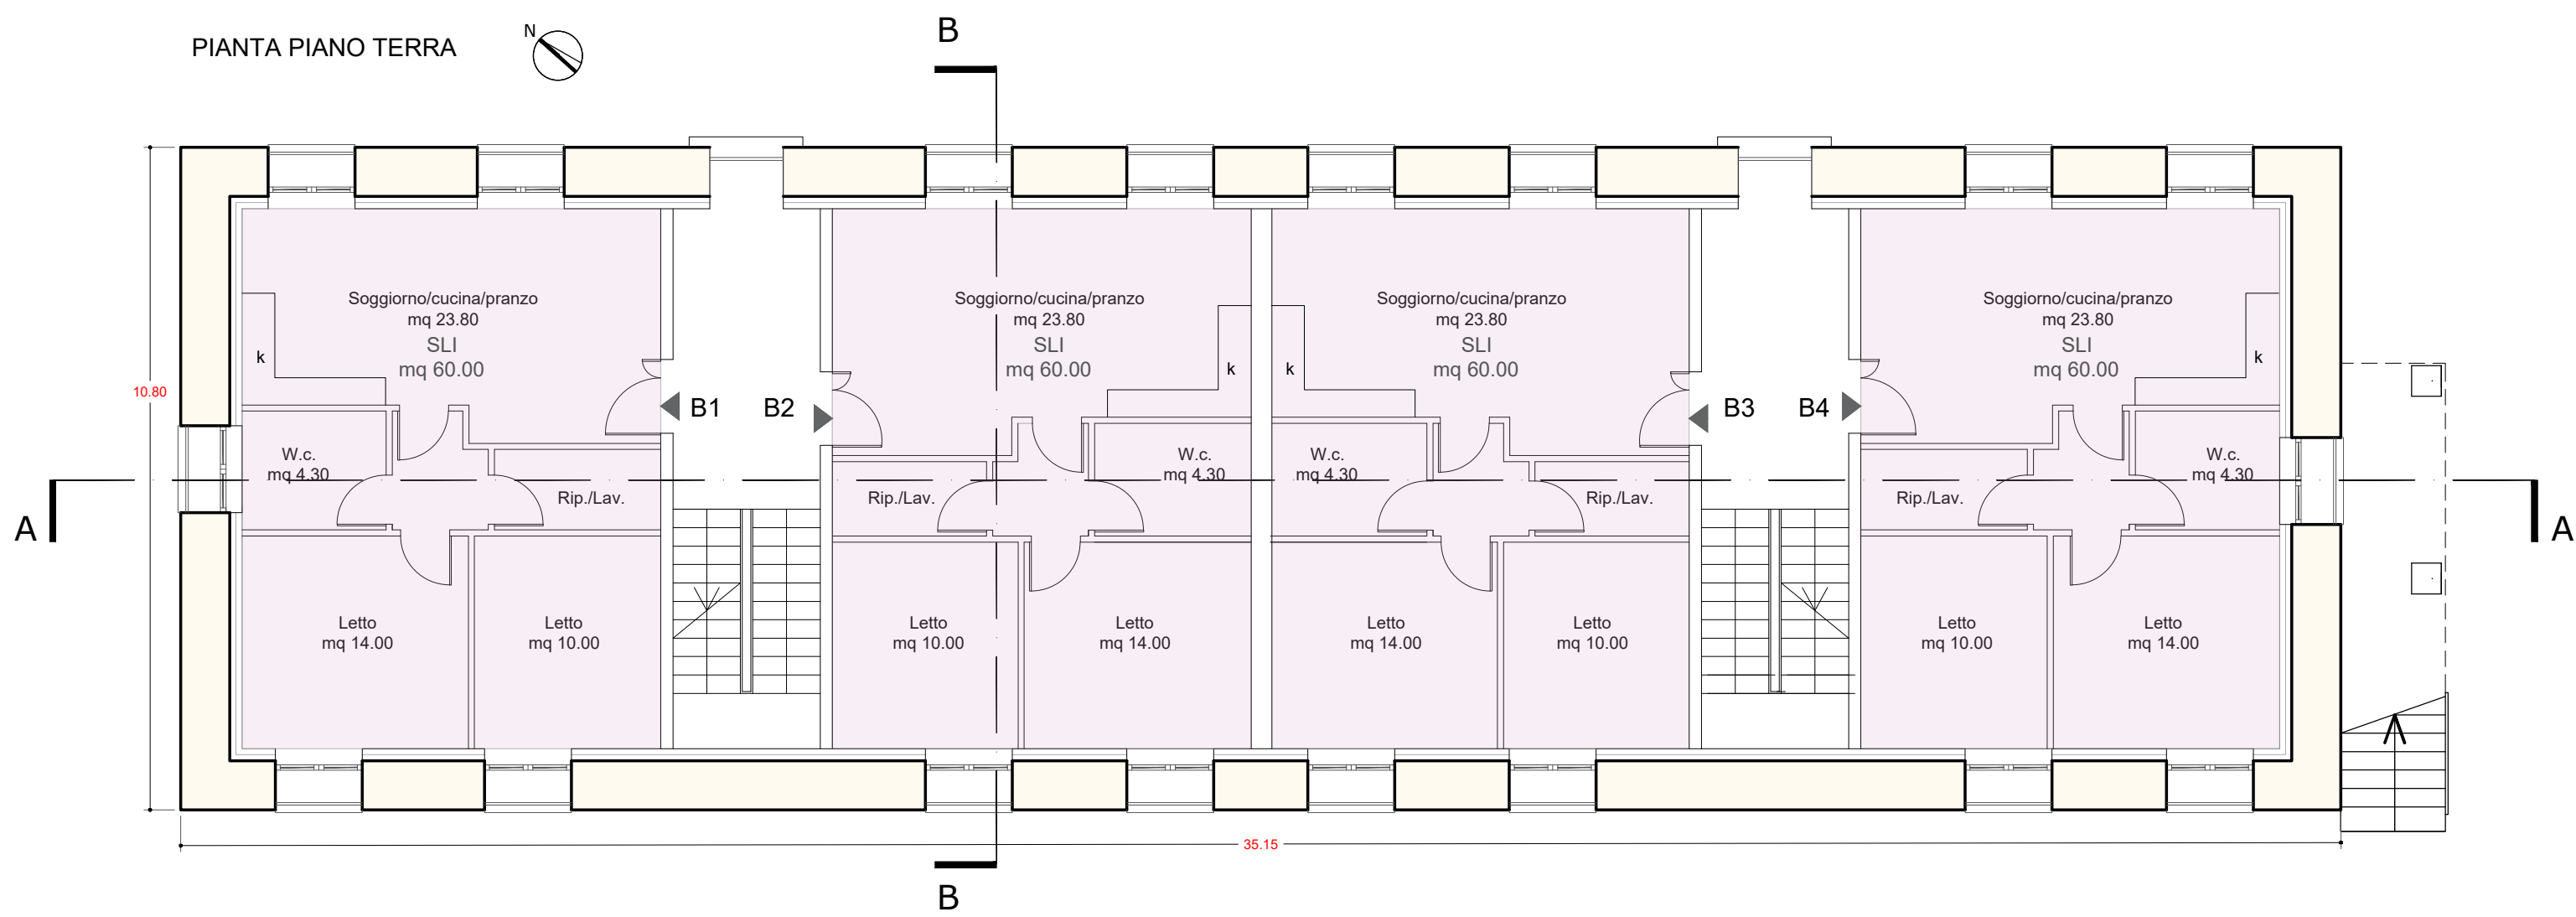 B
N
PIANTA PIANO TERRA
Soggiorno/cucina/pranzo
mq 23.80
SLI
mq 60.00
k
Soggiorno/cucina/pranzo
mq 23.80
SLI
mq 60.00
k
Soggiorno/cucina/pranzo
mq 23.80
SLI
mq 60.00
k
Soggiorno/cucina/pranzo
mq 23.80
SLI
mq 60.00
k
10.80
B1
B2
B3
B4
W.c.
mq 4.30
Rip./Lav.
Rip./Lav.
W.c.
mq 4.30
W.c.
mq 4.30
Rip./Lav.
Rip./Lav.
W.c.
mq 4.30
A
A
Letto
mq 14.00
Letto
mq 10.00
Letto
mq 10.00
Letto
mq 14.00
Letto
mq 14.00
Letto
mq 10.00
Letto
mq 10.00
Letto
mq 14.00
35.15
B